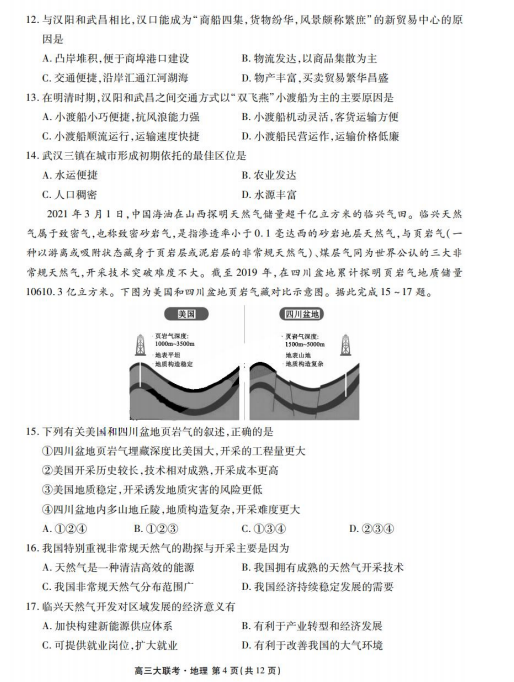 12. 与汉阳和武昌相比,汉口能成为“商船四集,货物纷华,风景颇称繁庶”的新贸易中心的原
因是
A. 凸岸堆积,便于商埠港口建设 B. 物流发达,以商品集散为主
C. 交通便捷,沿岸汇通江河湖海 D. 物产丰富,买卖贸易繁华昌盛
13. 在明清时期,汉阳和武昌之间交通方式以“双飞燕”小渡船为主的主要原因是
A. 小渡船小巧便捷,抗风浪能力强 B. 小渡船机动灵活,客货运输方便
C. 小渡船顺流运行,运输速度快捷 D. 小渡船民营运作,运输价格低廉
14. 武汉三镇在城市形成初期依托的最佳区位是
A. 水运便捷 B. 农业发达
C. 人口稠密 D. 水源丰富
2021 年 3 月 1 日,中国海油在山西探明天然气储量超千亿立方米的临兴气田。临兴天然
气属于致密气,也称致密砂岩气,是指渗透率小于 0.1 毫达西的砂岩地层天然气,与页岩气(一
种以游离或吸附状态藏身于页岩层或泥岩层的非常规天然气)、煤层气同为世界公认的三大非
常规天然气,开采技术突破难度不大。截至 2019 年,在四川盆地累计探明页岩气地质储量
10610.3 亿立方米。下图为美国和四川盆地页岩气藏对比示意图。据此完成 15～17 题。
美国 四川盆地
页岩气深度: 页岩气深度:
1000m~3500m 1500m~5000m
地表平坦 地表山地
地质构造稳定 地质构造复杂
15. 下列有关美国和四川盆地页岩气的叙述,正确的是
①四川盆地页岩气埋藏深度比美国大,开采的工程量更大
②美国开采历史较长,技术相对成熟,开采成本更高
③美国地质稳定,开采诱发地质灾害的风险更低
④四川盆地内多山地丘陵,地质构造复杂,开采难度更大
A. ①②④ B. ①②③ C. ①③④ D. ②③④
16. 我国特别重视非常规天然气的勘探与开采主要是因为
A. 天然气是一种清洁高效的能源 B. 我国拥有成熟的天然气开采技术
C. 我国非常规天然气分布范围广 D. 我国经济持续稳定发展的需要
17. 临兴天然气开发对区域发展的经济意义有
A. 加快构建新能源供应体系 B. 有利于产业转型和经济发展
C. 可提供就业岗位,扩大就业 D. 有利于改善我国的大气环境
高三大联考·地理 第 4 页(共 12 页)